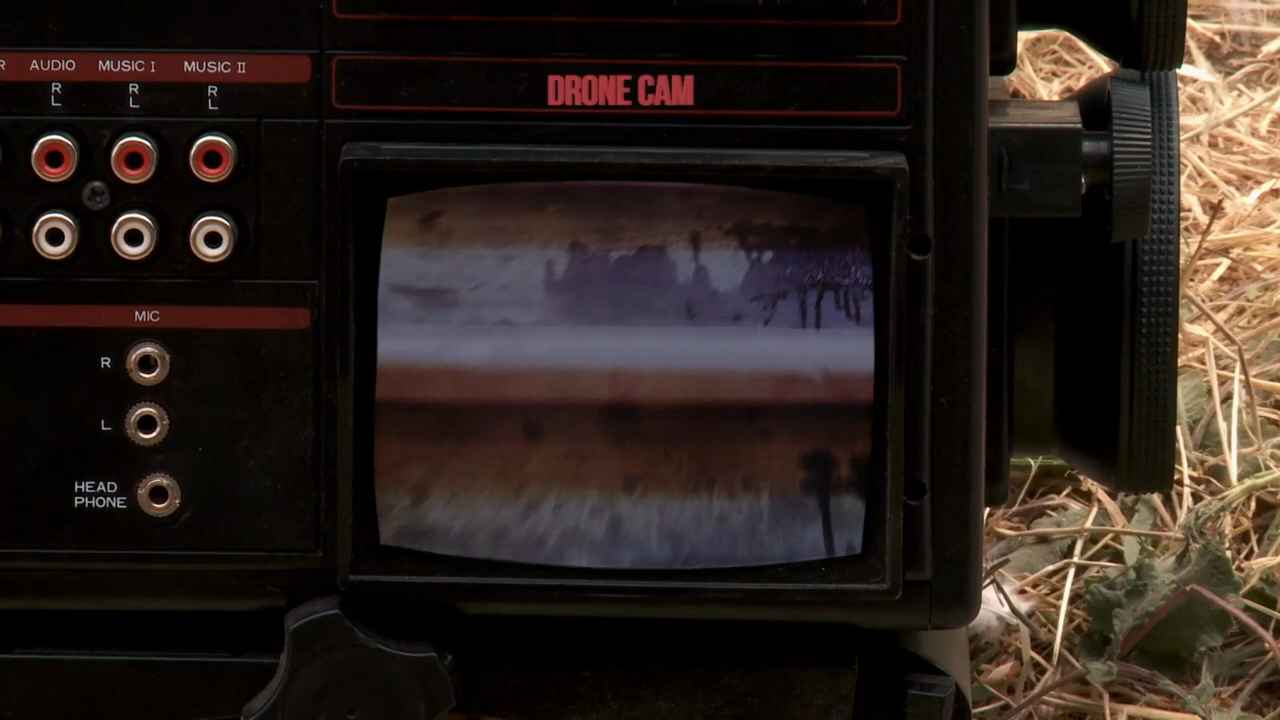 R AUDIO MUSIC I MUSIC II
R R R
L L L
DRONE CAM
MIC
R
L
HEAD
PHONE